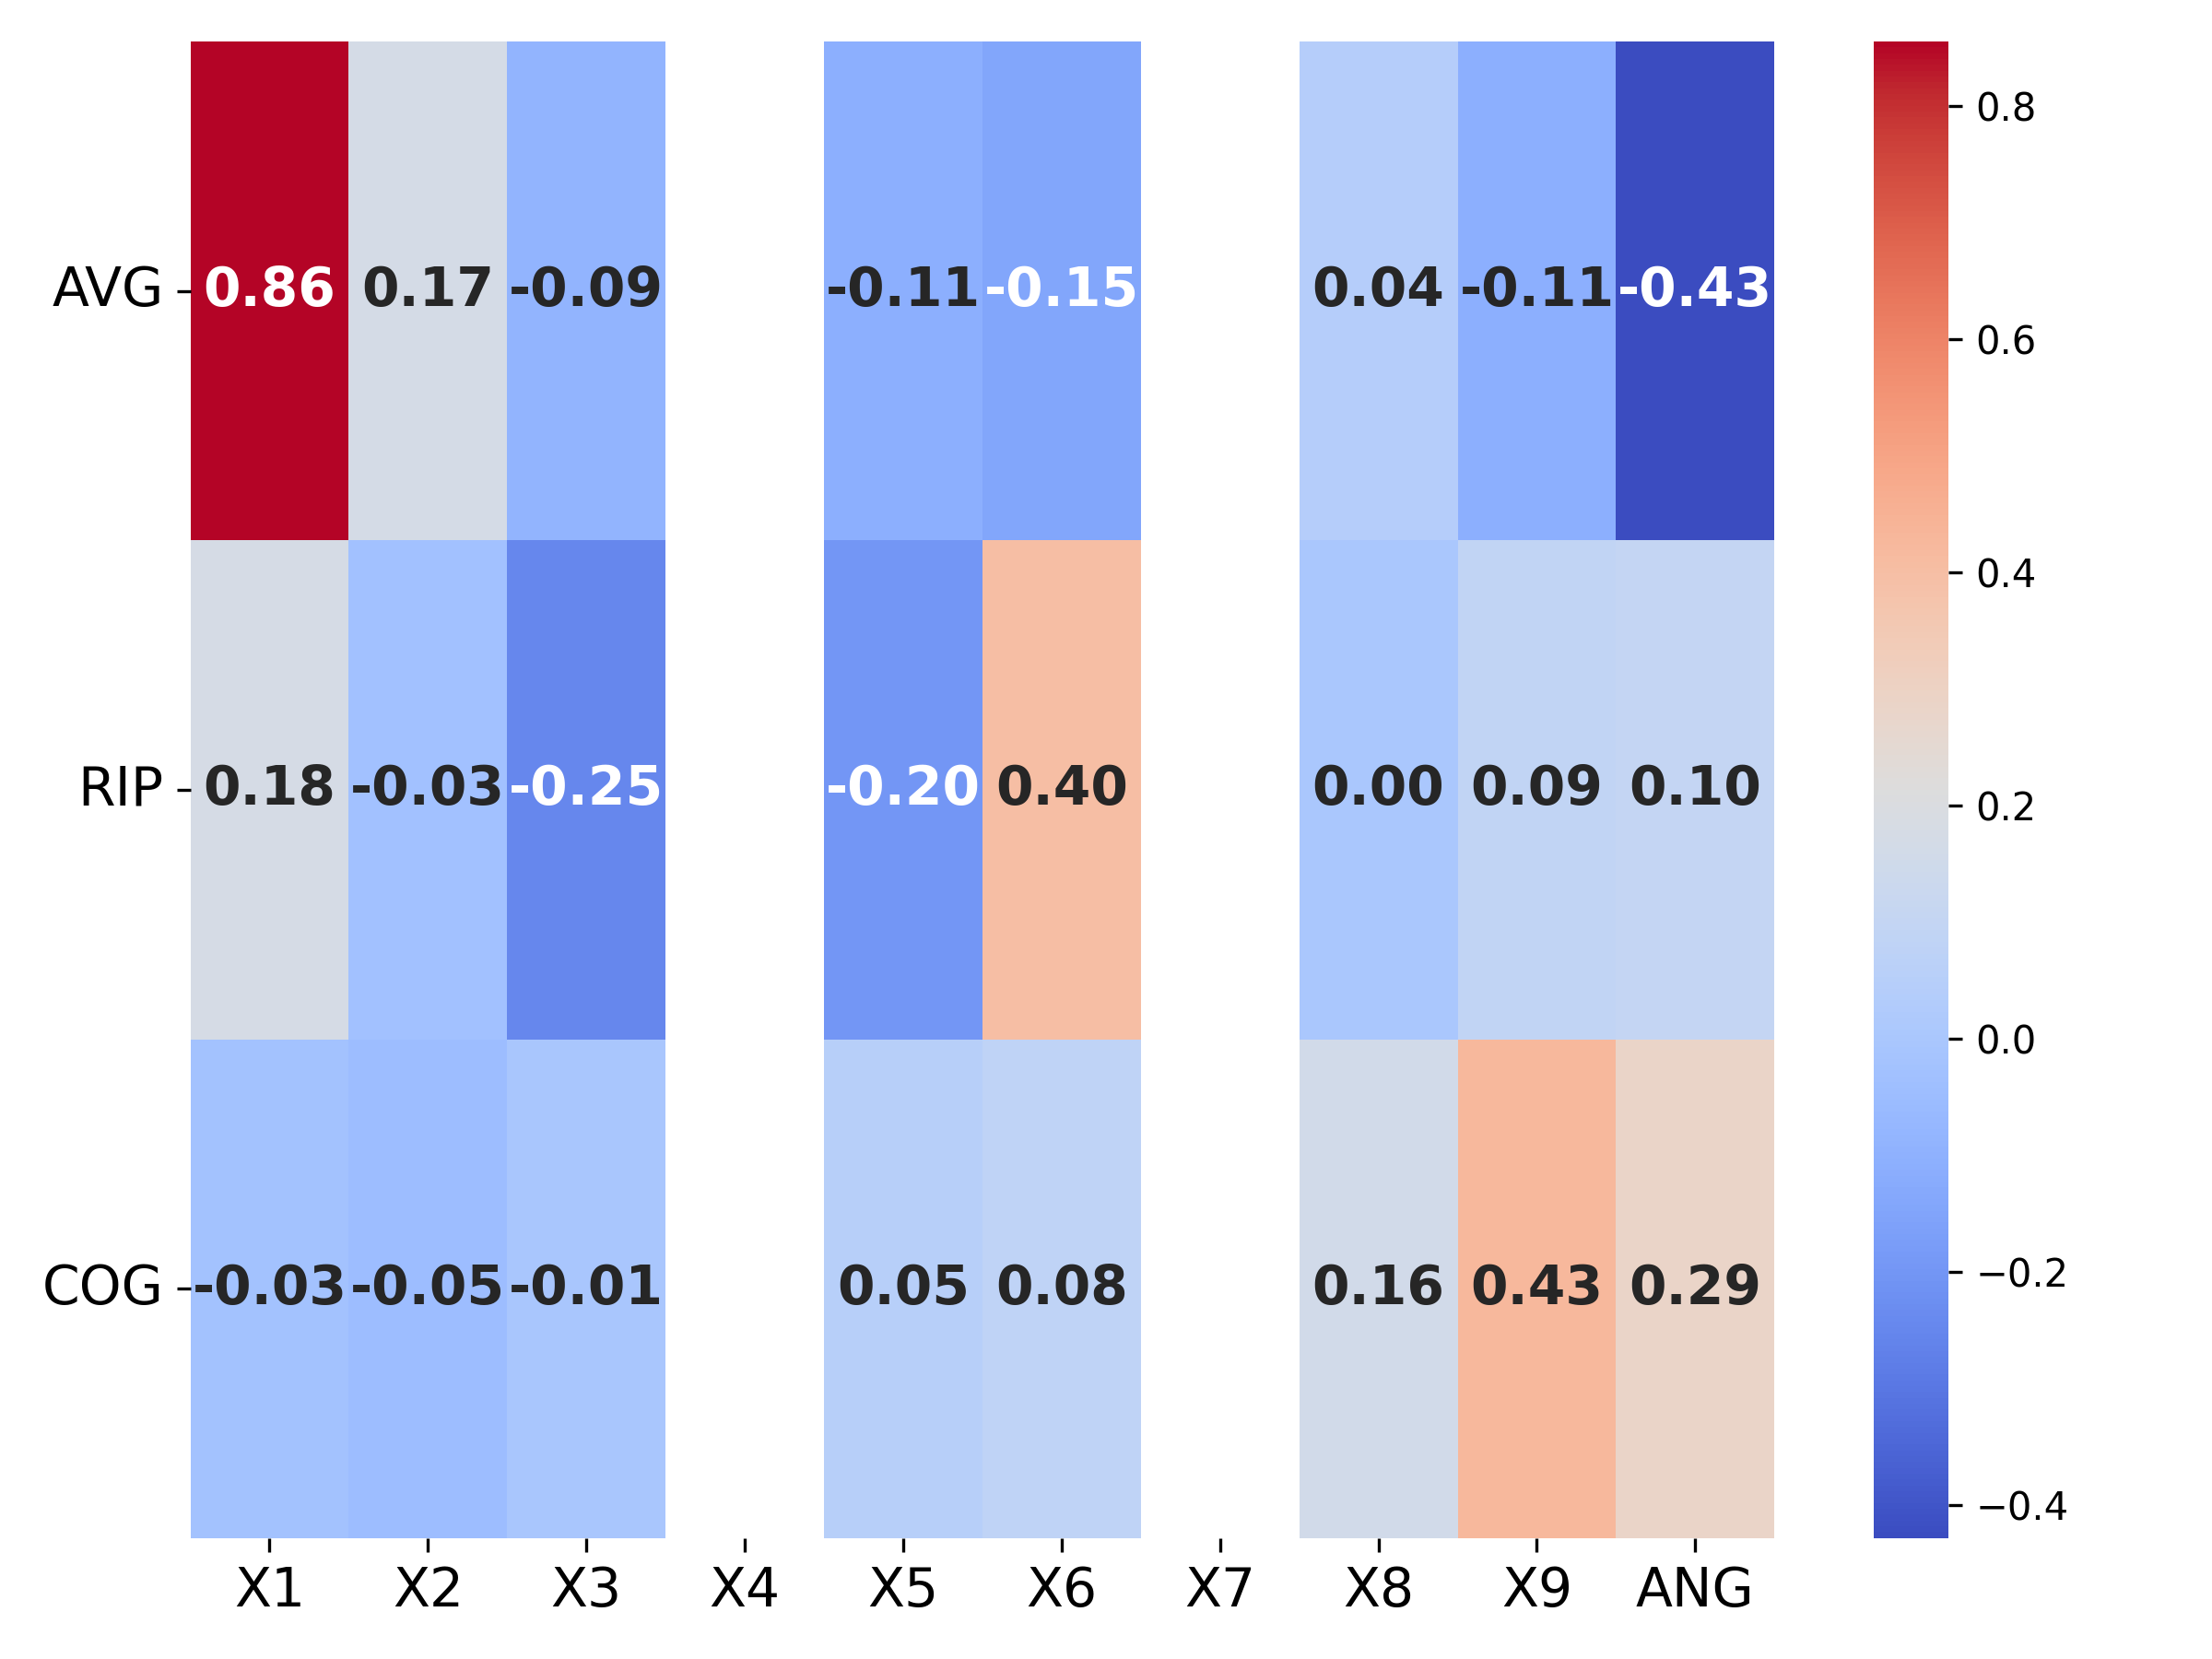 AVG 0.86 0.17 -0.09 -0.11 -0.15 0.04 -0.11 -0.43
RIP 0.18 -0.03 -0.25 -0.20 0.40 0.00 0.09 0.10
COG -0.03 -0.05 -0.01 0.05 0.08 0.16 0.43 0.29
X1 X2 X3 X4 X5 X6 X7 X8 X9 ANG
0.8
0.6
0.4
0.2
0.0
−0.2
−0.4